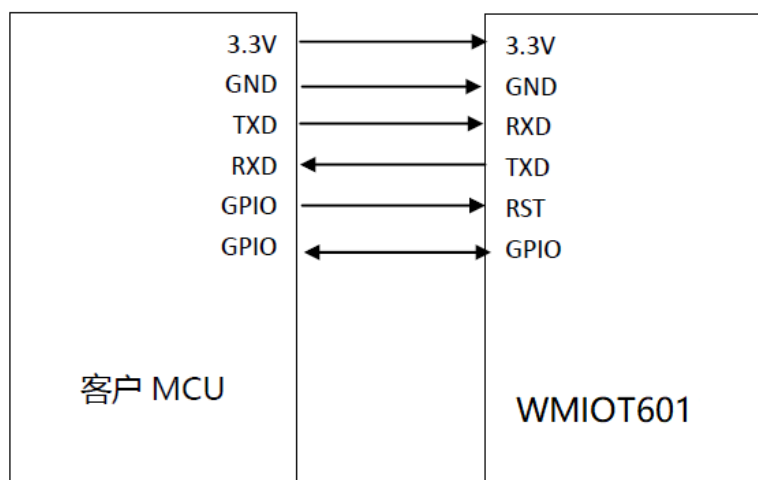 3.3V 3.3V
GND GND
TXD RXD
RXD TXD
GPIO RST
GPIO GPIO
客户 MCU
WMIOT601